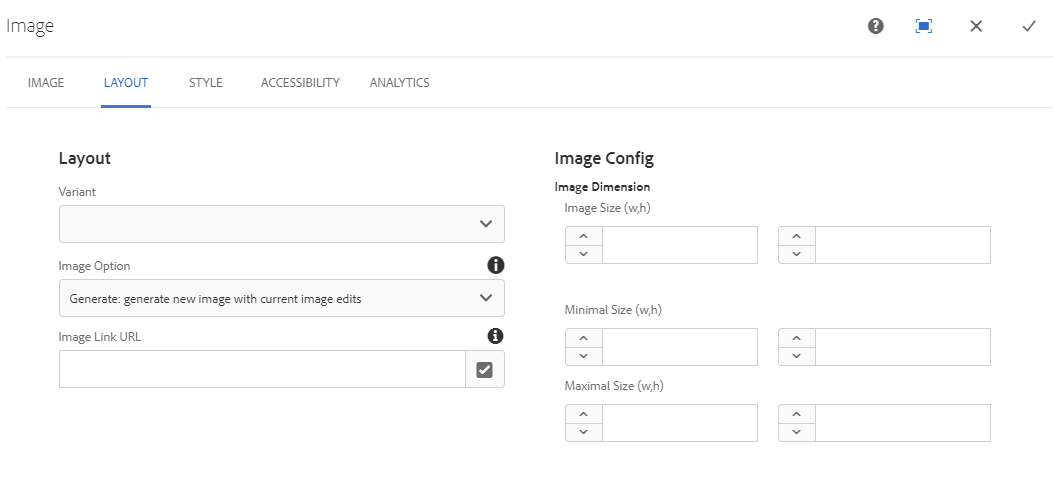 Image
IMAGE LAYOUT STYLE ACCESSIBILITY ANALYTICS
Layout
Variant
Image Option
Generate: generate new image with current image edits
Image Link URL
Image Config
Image Dimension
Image Size (w,h)
Minimal Size (w,h)
Maximal Size (w,h)